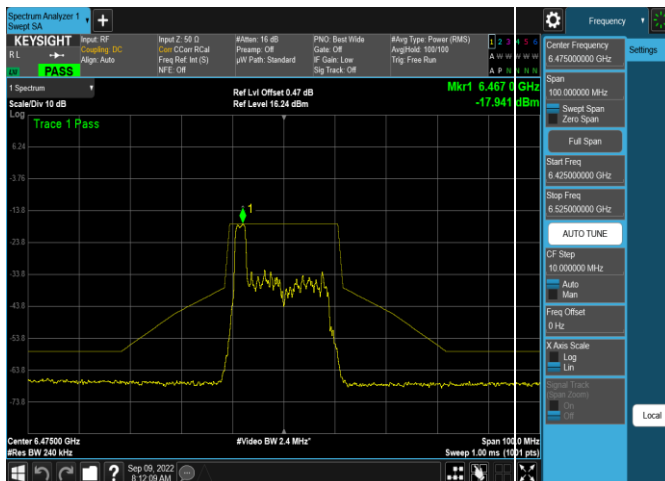 Spectrum Analyzer 1
Swept SA
Frequency
KEYSIGHT
RL
LXI
PASS
Input: RF
Coupling: DC
Align: Auto
Input Z: 50 Ω
Corr CCorr RCal
Freq Ref: Int (S)
NFE: Off
#Atten: 16 dB
Preamp: Off
µW Path: Standard
PNO: Best Wide
Gate: Off
IF Gain: Low
Sig Track: Off
#Avg Type: Power (RMS)
Avg|Hold: 100/100
Trig: Free Run
1 2 3 4 5 6
A W W W W W
A P N N N N
1 Spectrum
Scale/Div 10 dB
Ref Lvl Offset 0.47 dB
Ref Level 16.24 dBm
Mkr1 6.467 0 GHz
-17.941 dBm
Log
Trace 1 Pass
6.24
-3.76
-13.8
-23.8
-33.8
-43.8
-53.8
-63.8
-73.8
1
Center 6.47500 GHz
#Res BW 240 kHz
#Video BW 2.4 MHz*
Span 100.0 MHz
Sweep 1.00 ms (1001 pts)
Sep 09, 2022
8:12:09 AM
Center Frequency
6.475000000 GHz
Settings
Span
100.000000 MHz
Swept Span
Zero Span
Full Span
Start Freq
6.425000000 GHz
Stop Freq
6.525000000 GHz
AUTO TUNE
CF Step
10.000000 MHz
Auto
Man
Freq Offset
0 Hz
X Axis Scale
Log
Lin
Signal Track
(Span Zoom)
On
Off
Local